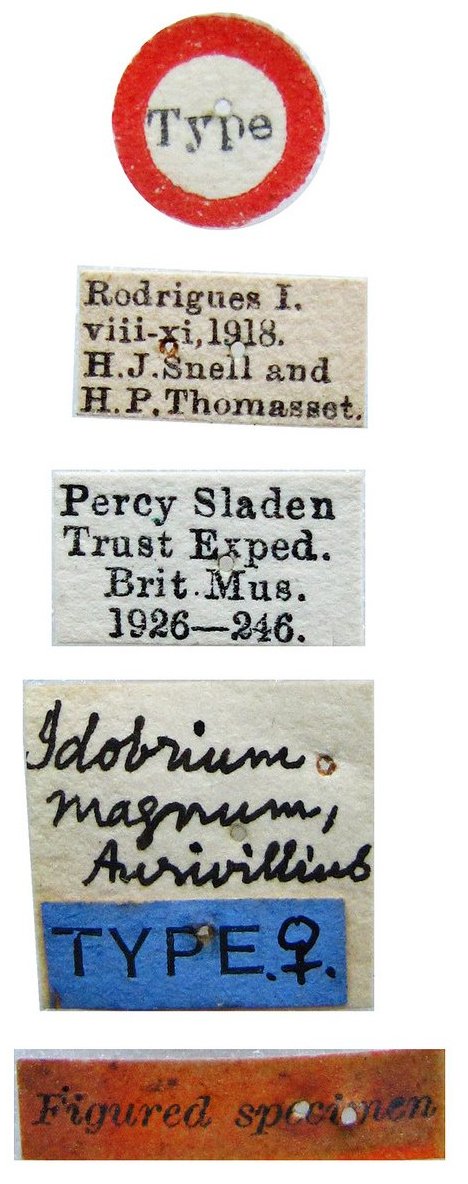 Type
Rodrigues I.
viii-xi, 1918.
H.J.Snell and
H.P.Thomasset.
Percy Sladen
Trust Exped.
Brit.Mus.
1926—246.
Idobrium
magnum,
Aurivillius
TYPE.♀.
Figured specimen